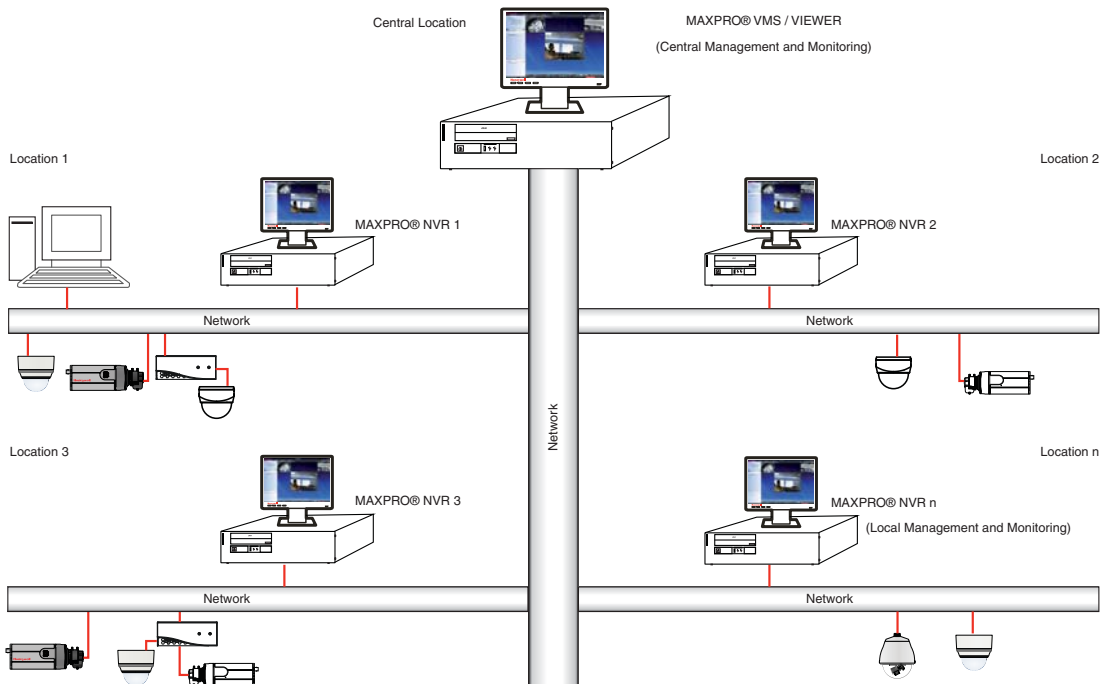 Central Location
MAXPRO® VMS / VIEWER
(Central Management and Monitoring)
Location 1
Location 2
MAXPRO® NVR 1
MAXPRO® NVR 2
Network
Network
Network
Location 3
Location n
MAXPRO® NVR 3
MAXPRO® NVR n
(Local Management and Monitoring)
Network
Network